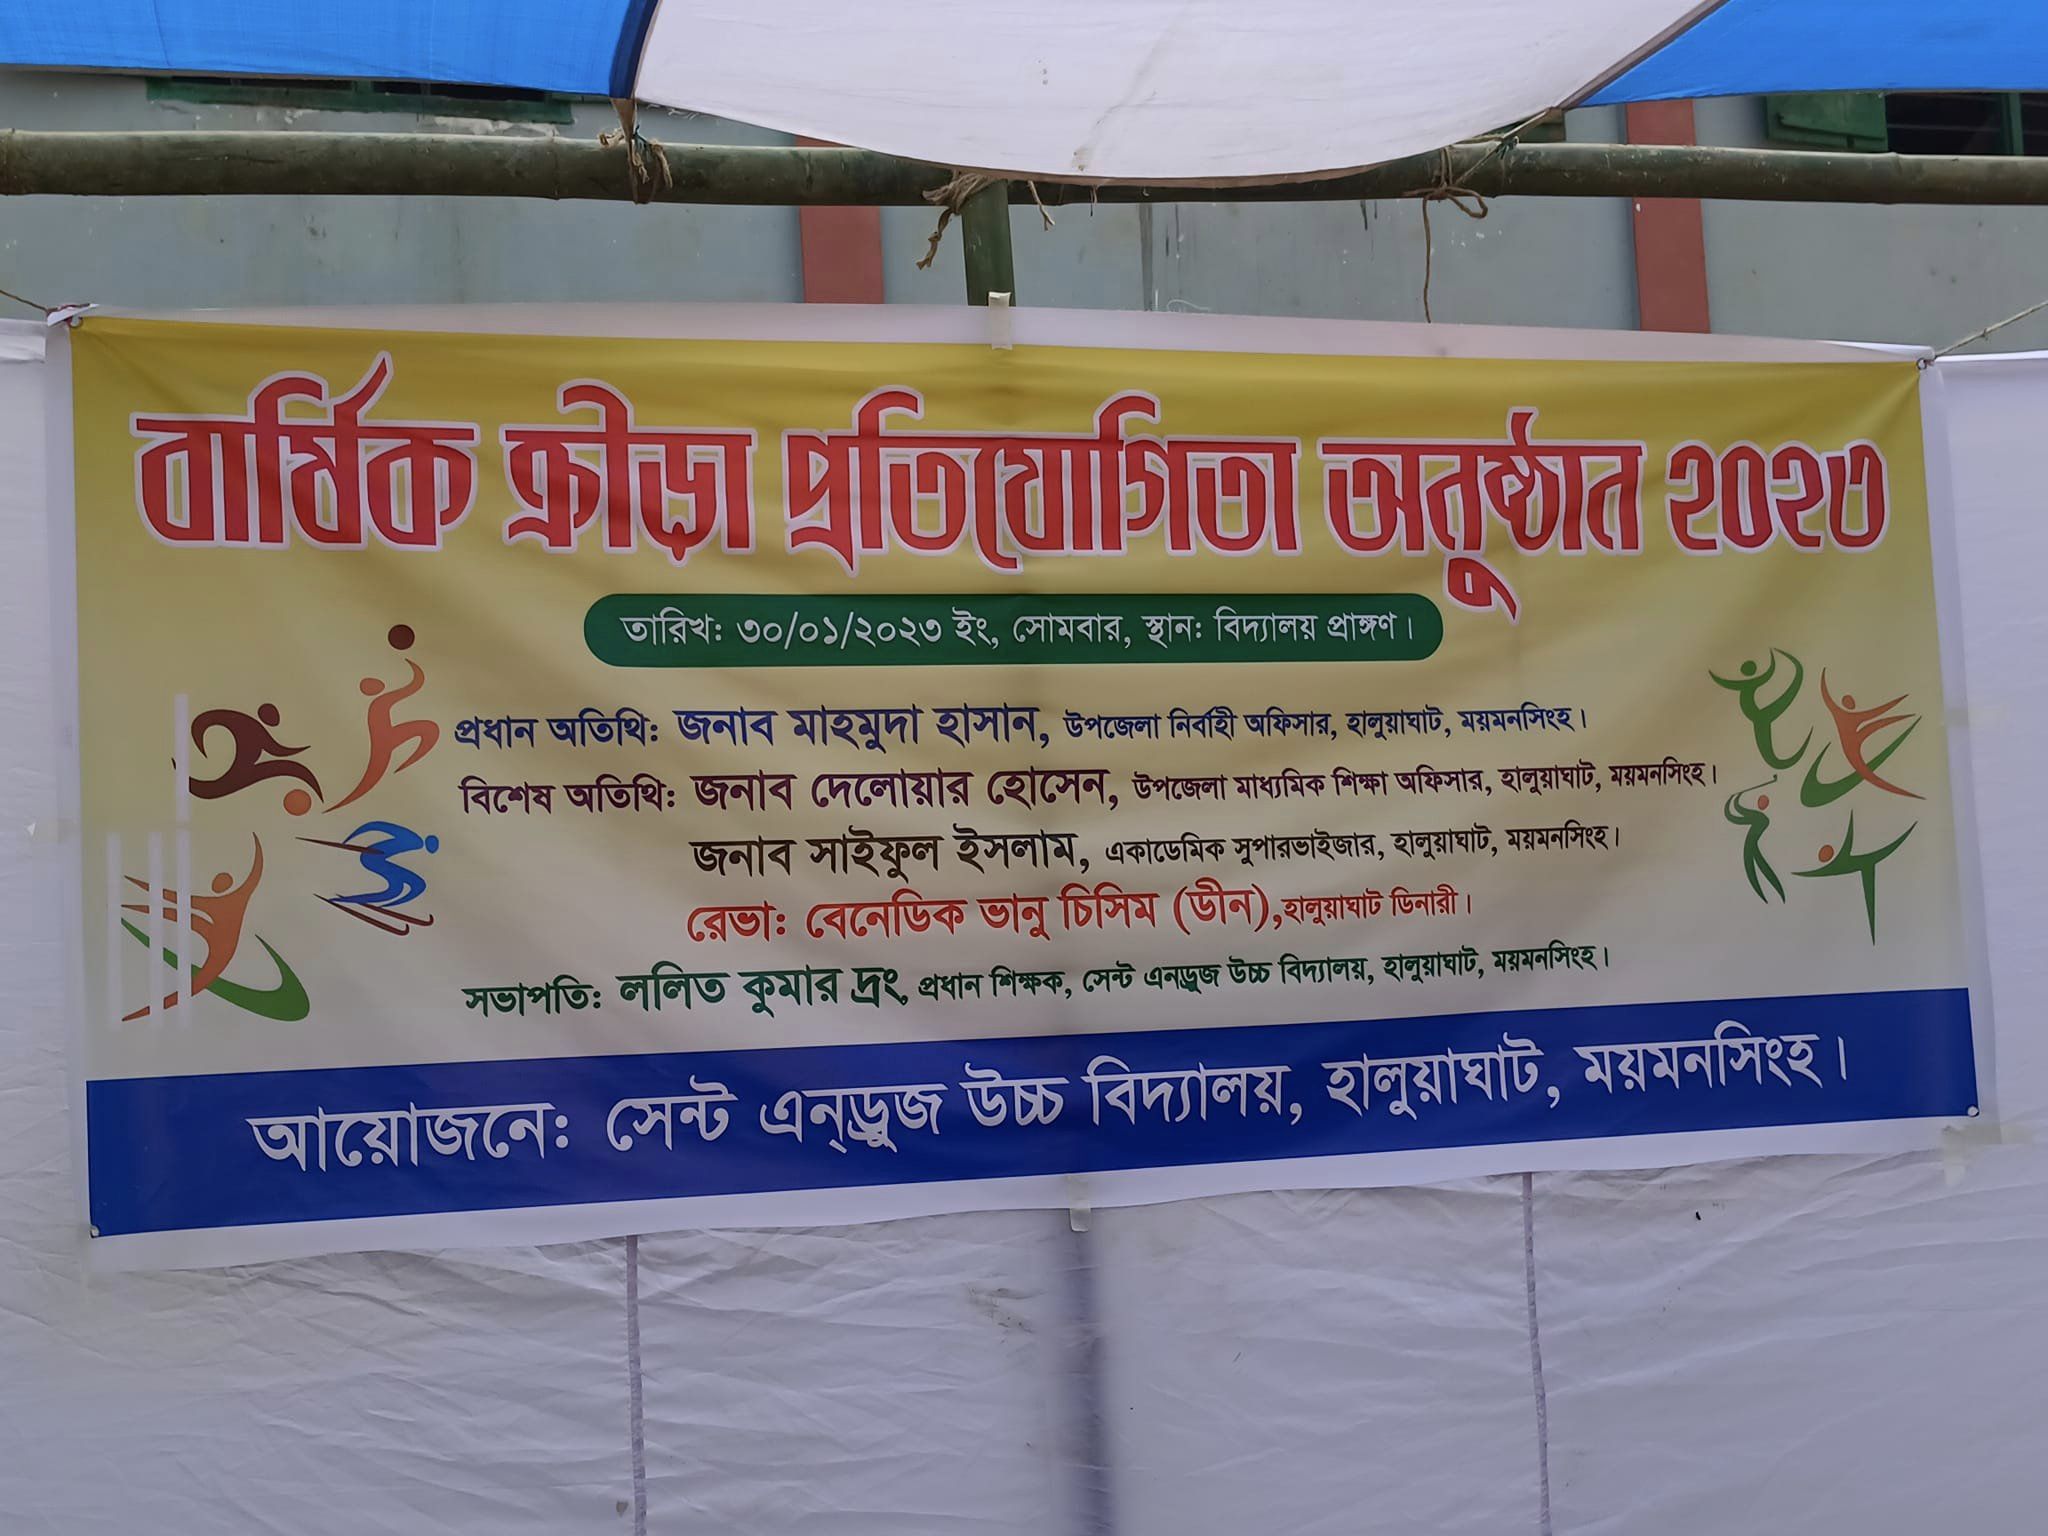 বার্ষিক ক্রীড়া প্রতিযোগিতা অনুষ্ঠান ২০২৩
তারিখ: ৩০/০১/২০২৩ ইং, সোমবার, স্থান: বিদ্যালয় প্রাঙ্গণ।
প্রধান অতিথি: জনাব মাহমুদা হাসান, উপজেলা নির্বাহী অফিসার, হালুয়াঘাট, ময়মনসিংহ।
বিশেষ অতিথি: জনাব দেলোয়ার হোসেন, উপজেলা মাধ্যমিক শিক্ষা অফিসার, হালুয়াঘাট, ময়মনসিংহ।
জনাব সাইফুল ইসলাম, একাডেমিক সুপারভাইজার, হালুয়াঘাট, ময়মনসিংহ।
রেভা: বেনেডিক ভানু চিসিম (ডীন),হালুয়াঘাট ডিনারী।
সভাপতি: ললিত কুমার দ্রং, প্রধান শিক্ষক, সেন্ট এনড্রুজ উচ্চ বিদ্যালয়, হালুয়াঘাট, ময়মনসিংহ।
আয়োজনে: সেন্ট এন্ড্রুজ উচ্চ বিদ্যালয়, হালুয়াঘাট, ময়মনসিংহ।